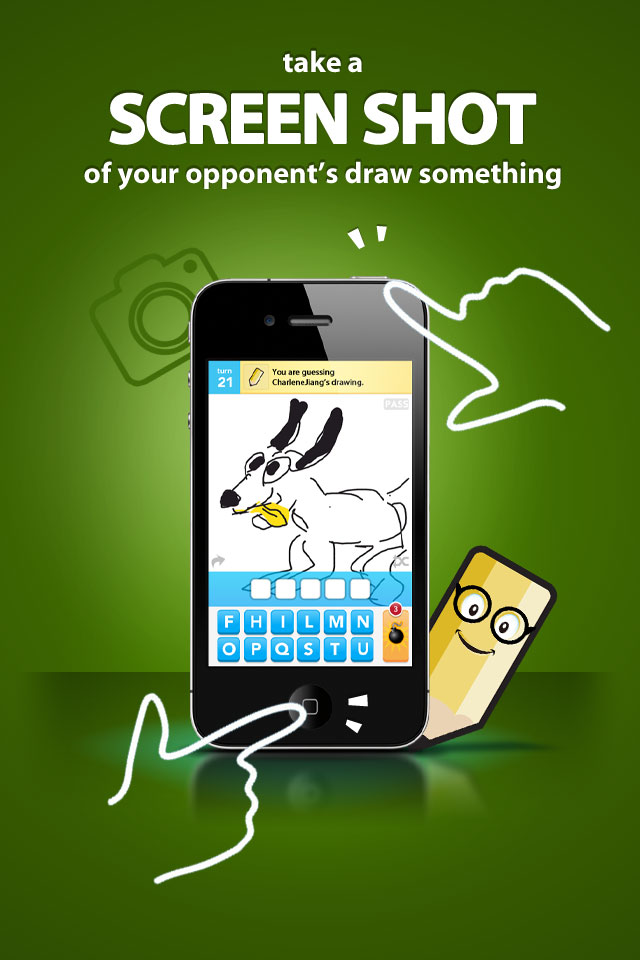 take a
SCREEN SHOT
of your opponent's draw something
turn
21
You are guessing
CharleneJiang's drawing.
PASS
3
F H I L M N
O P Q S T U